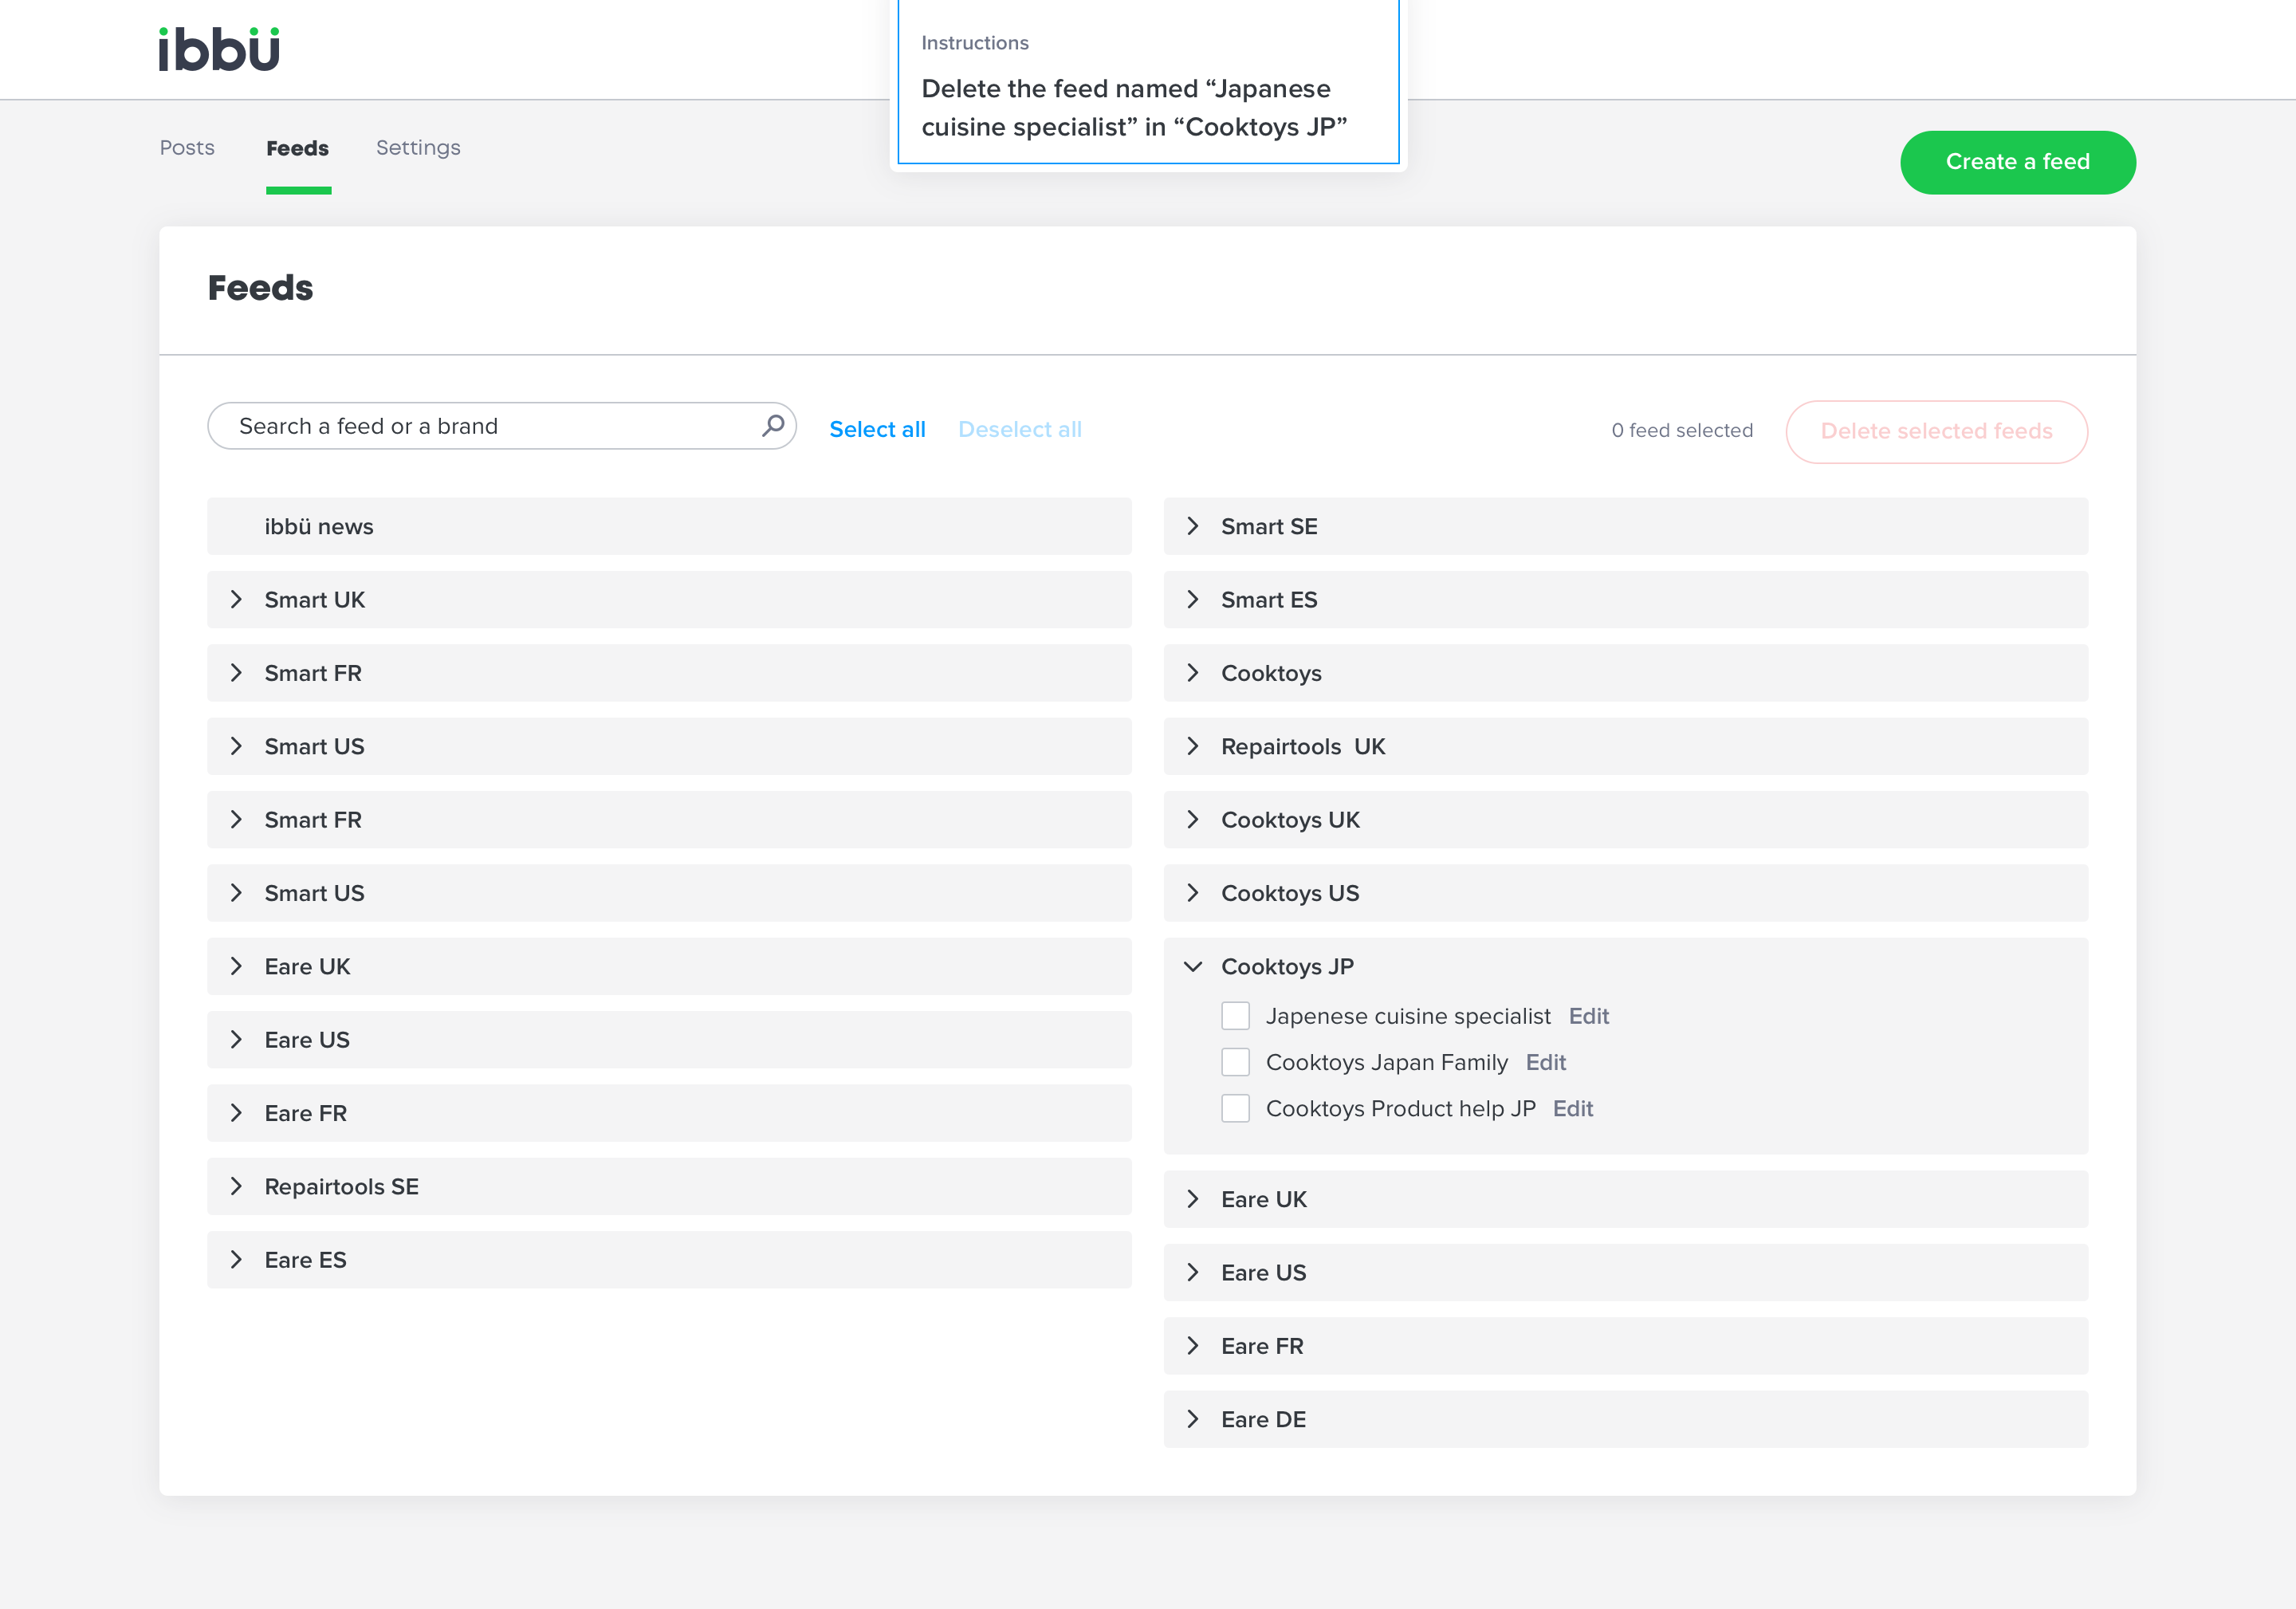 ibbü
Instructions
Delete the feed named “Japanese
cuisine specialist” in “Cooktoys JP”
Posts
Feeds
Settings
Create a feed
Feeds
Search a feed or a brand
Select all
Deselect all
0 feed selected
Delete selected feeds
ibbü news
Smart UK
Smart FR
Smart US
Smart FR
Smart US
Eare UK
Eare US
Eare FR
Repairtools SE
Eare ES
Smart SE
Smart ES
Cooktoys
Repairtools  UK
Cooktoys UK
Cooktoys US
Cooktoys JP
Japenese cuisine specialist Edit
Cooktoys Japan Family Edit
Cooktoys Product help JP Edit
Eare UK
Eare US
Eare FR
Eare DE